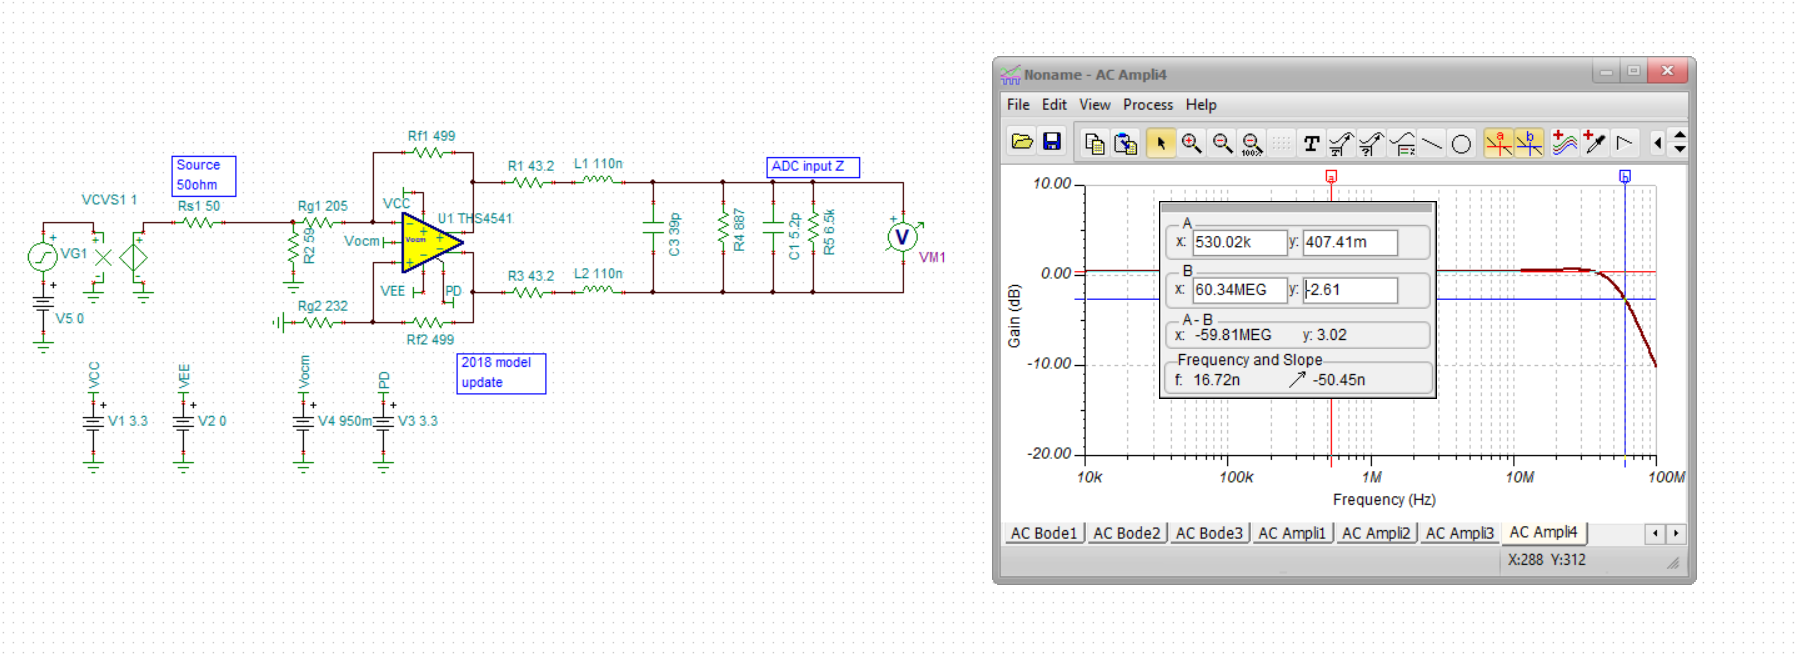 Rf1 499
Source
50ohm
R1 43.2
L1 110n
ADC input Z
VCVS1 1
Rs1 50
Rg1 205
VCC
U1 THS4541
Vocm
Vocm
VG1
R2 59
C3 39p
R4 887
C1 5.2p
R5 6.5k
V
VM1
R3 43.2
L2 110n
VEE
PD
V5 0
Rg2 232
Rf2 499
2018 model
update
VCC
VEE
Vocm
PD
V1 3.3
V2 0
V4 950m
V3 3.3
Noname - AC Ampli4
File Edit View Process Help
T
100%
a
b
a
b
10.00
0.00
-10.00
-20.00
Gain (dB)
A
x: 530.02k y: 407.41m
B
x: 60.34MEG y: -2.61
A - B
x: -59.81MEG y: 3.02
Frequency and Slope
f: 16.72n -50.45n
10k 100k 1M 10M 100M
Frequency (Hz)
AC Bode1 AC Bode2 AC Bode3 AC Ampli1 AC Ampli2 AC Ampli3 AC Ampli4
X:288 Y:312